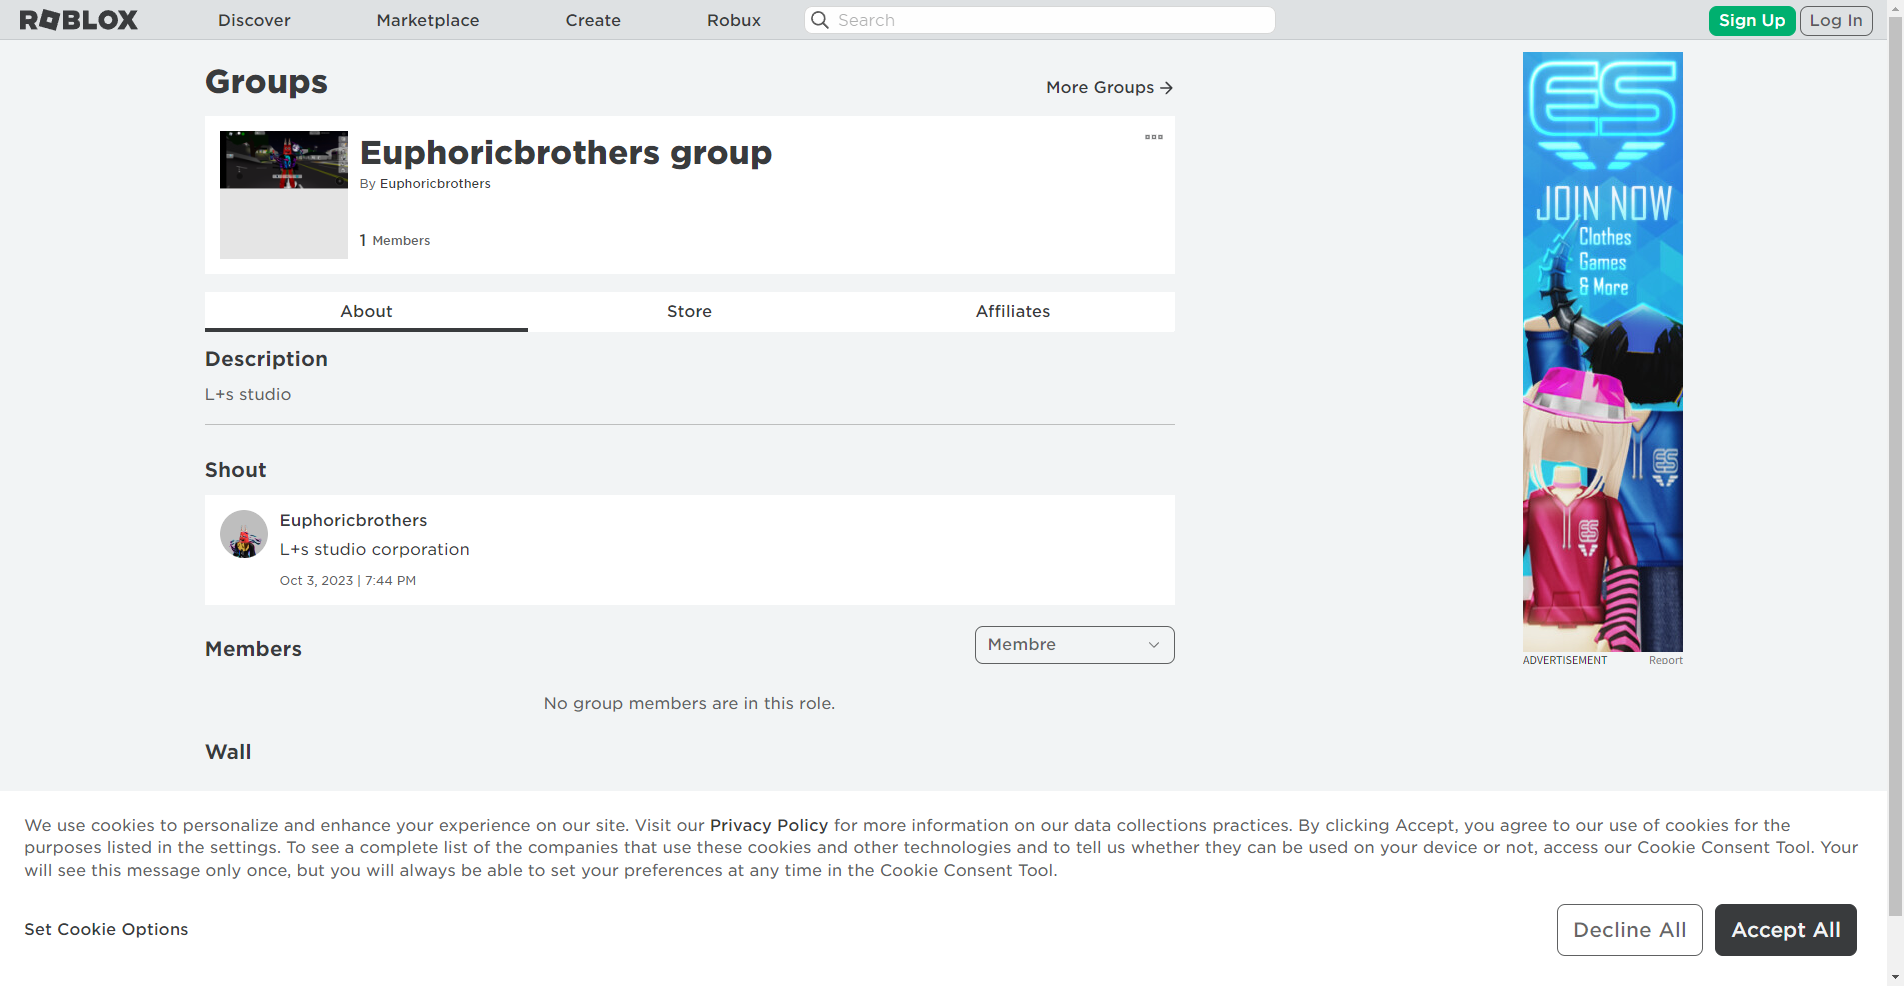 ROBLOX Discover Marketplace Create Robux Search Sign Up Log In
Groups
More Groups
Euphoricbrothers group
By Euphoricbrothers
1 Members
About Store Affiliates
Description
L+s studio
Shout
Euphoricbrothers
L+s studio corporation
Oct 3, 2023 | 7:44 PM
Members
Membre
No group members are in this role.
Wall
ES
JOIN NOW
Clothes
Games
& More
ES
ES
ADVERTISEMENT Report
We use cookies to personalize and enhance your experience on our site. Visit our Privacy Policy for more information on our data collections practices. By clicking Accept, you agree to our use of cookies for the
purposes listed in the settings. To see a complete list of the companies that use these cookies and other technologies and to tell us whether they can be used on your device or not, access our Cookie Consent Tool. Your
will see this message only once, but you will always be able to set your preferences at any time in the Cookie Consent Tool.
Set Cookie Options
Decline All
Accept All